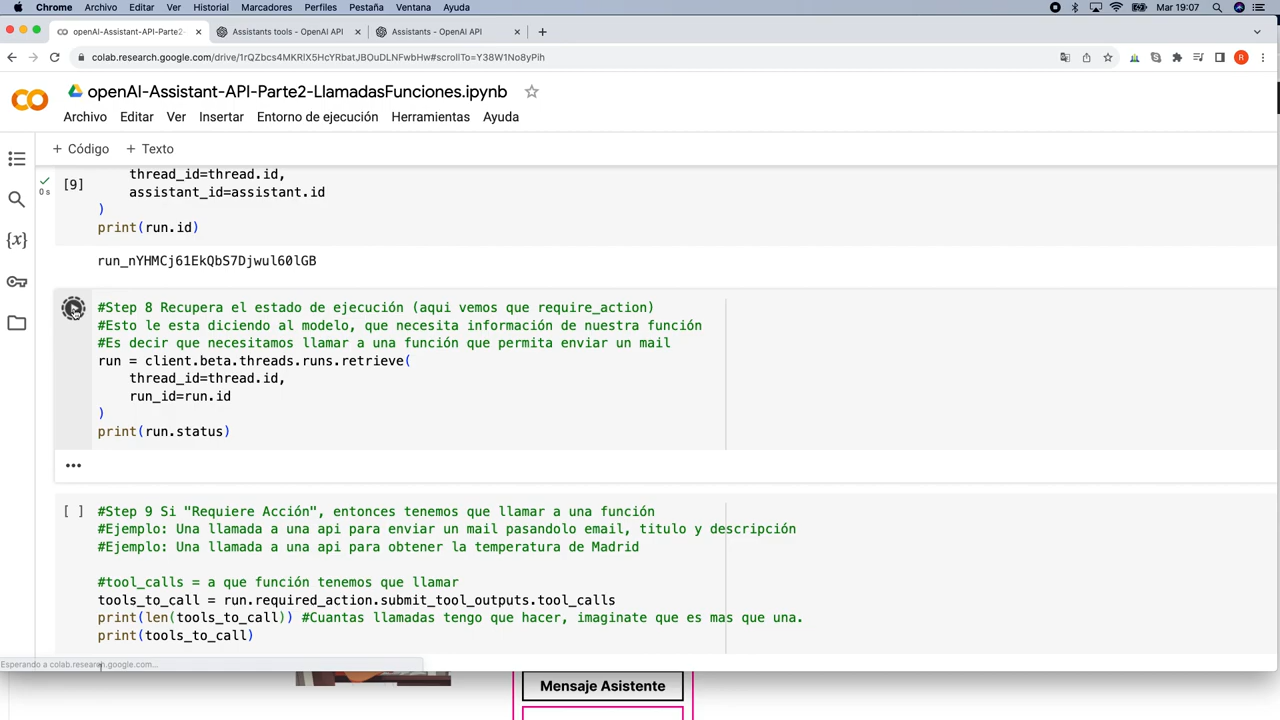 Chrome Archivo Editar Ver Historial Marcadores Perfiles Pestaña Ventana Ayuda Mar 19:07
openAI-Assistant-API-Parte2- Assistants tools - OpenAI API Assistants - OpenAI API
colab.research.google.com/drive/1rQZbcs4MKRlX5HcYRbatJBOuDLNFwbHw#scrollTo=Y38W1No8yPih R
CO openAI-Assistant-API-Parte2-LlamadasFunciones.ipynb
Archivo Editar Ver Insertar Entorno de ejecución Herramientas Ayuda
+ Código + Texto
thread_id=thread.id,
[9] assistant_id=assistant.id
0 s
)
print(run.id)
run_nYHMCj61EkQbS7Djwul60lGB
#Step 8 Recupera el estado de ejecución (aqui vemos que require_action)
#Esto le esta diciendo al modelo, que necesita información de nuestra función
#Es decir que necesitamos llamar a una función que permita enviar un mail
run = client.beta.threads.runs.retrieve(
thread_id=thread.id,
run_id=run.id
)
print(run.status)
•••
[ ] #Step 9 Si "Requiere Acción", entonces tenemos que llamar a una función
#Ejemplo: Una llamada a una api para enviar un mail pasandolo email, titulo y descripción
#Ejemplo: Una llamada a una api para obtener la temperatura de Madrid
#tool_calls = a que función tenemos que llamar
tools_to_call = run.required_action.submit_tool_outputs.tool_calls
print(len(tools_to_call)) #Cuantas llamadas tengo que hacer, imaginate que es mas que una.
print(tools_to_call)
Esperando a colab.research.google.com...
Mensaje Asistente